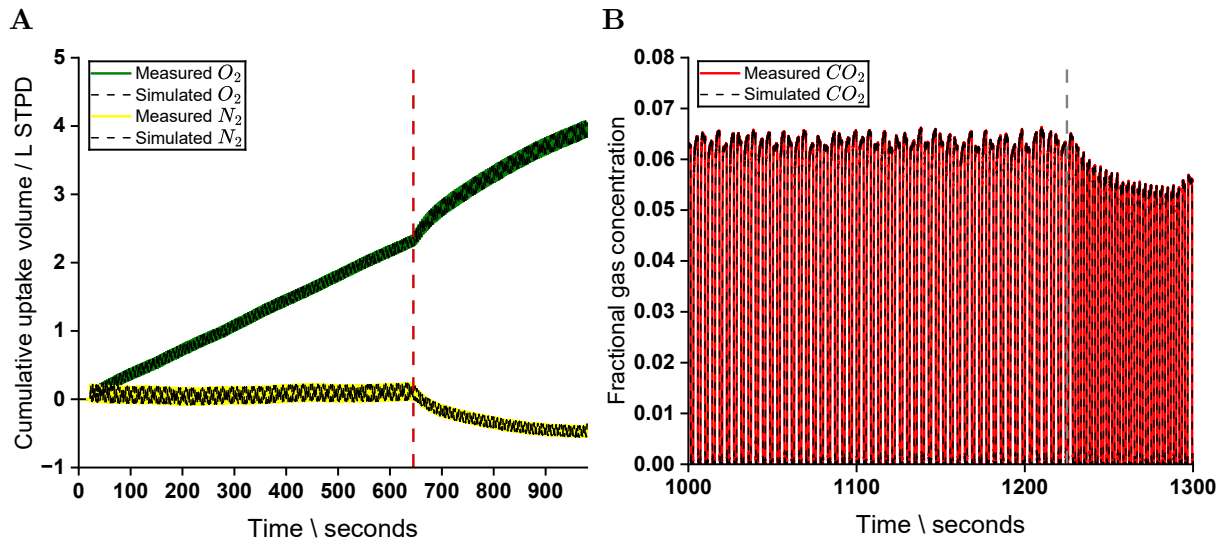 A
Cumulative uptake volume / L STPD
5
4
3
2
1
0
−1
Measured O₂
Simulated O₂
Measured N₂
Simulated N₂
0 100 200 300 400 500 600 700 800 900
Time \ seconds
B
Fractional gas concentration
0.08
0.07
0.06
0.05
0.04
0.03
0.02
0.01
0.00
Measured CO₂
Simulated CO₂
1000 1100 1200 1300
Time \ seconds